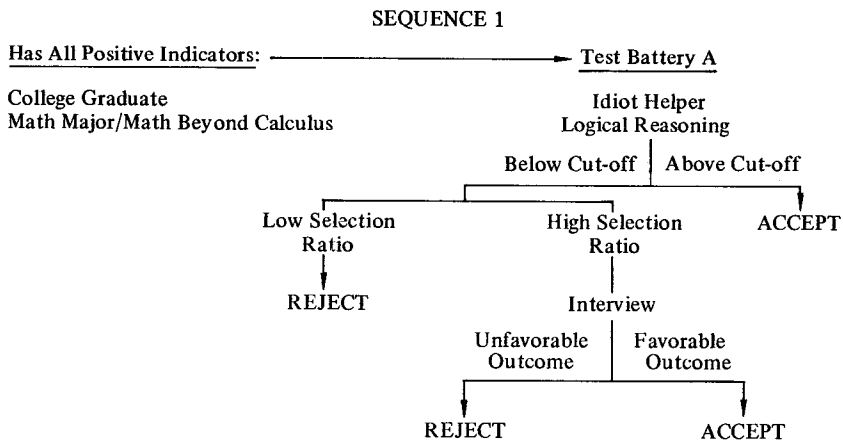 SEQUENCE 1
Has All Positive Indicators:
Test Battery A
College Graduate
Math Major/Math Beyond Calculus
Idiot Helper
Logical Reasoning
Below Cut-off
Above Cut-off
Low Selection
Ratio
High Selection
Ratio
ACCEPT
REJECT
Interview
Unfavorable
Outcome
Favorable
Outcome
REJECT
ACCEPT